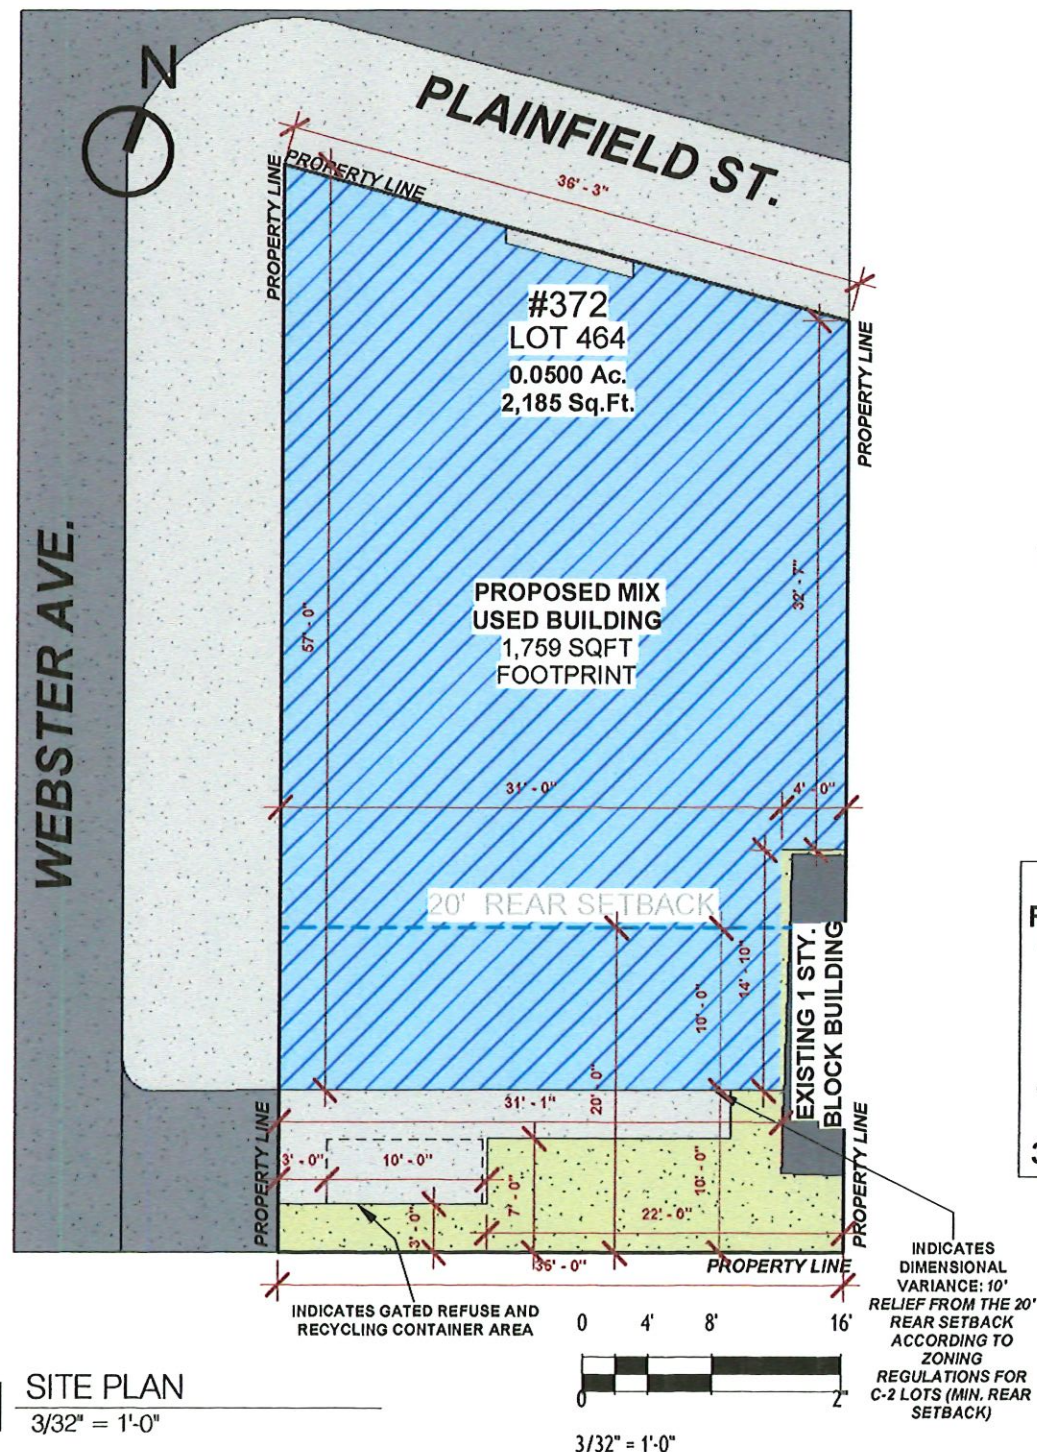 N
PLAINFIELD ST.
PROPERTY LINE
PROPERTY LINE
36' - 3"
#372
LOT 464
0.0500 Ac.
2,185 Sq.Ft.
PROPERTY LINE
WEBSTER AVE.
PROPOSED MIX
USED BUILDING
1,759 SQFT
FOOTPRINT
57' - 0"
32' - 7"
31' - 0"
4' - 0"
20' REAR SETBACK
14' - 10"
10' - 0"
EXISTING 1 STY.
BLOCK BUILDING
20' 0"
31' - 1"
3' - 0"
10' - 0"
7' - 0"
10' - 0"
3' - 0"
22' - 0"
PROPERTY LINE
PROPERTY LINE
PROPERTY LINE
36' - 0"
INDICATES GATED REFUSE AND
RECYCLING CONTAINER AREA
INDICATES
DIMENSIONAL
VARIANCE: 10'
RELIEF FROM THE 20'
REAR SETBACK
ACCORDING TO
ZONING
REGULATIONS FOR
C-2 LOTS (MIN. REAR
SETBACK)
0 4' 8' 16'
0 2"
3/32" = 1'-0"
SITE PLAN
3/32" = 1'-0"